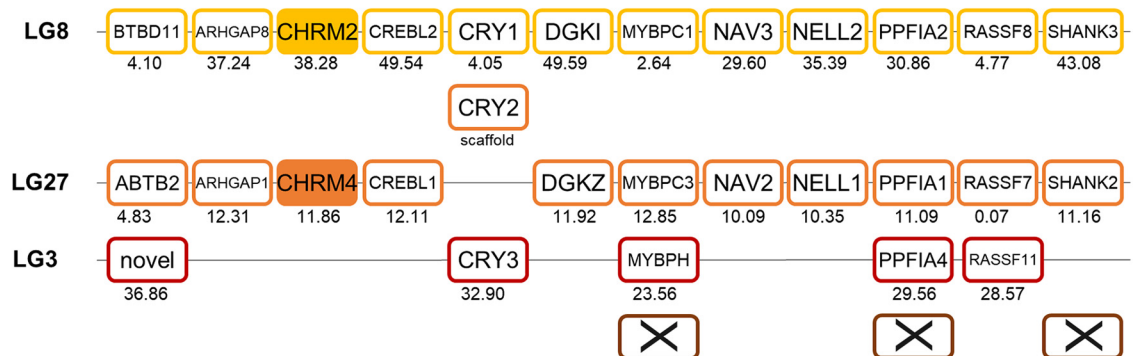 LG8 BTBD11 ARHGAP8 CHRM2 CREBL2 CRY1 DGKI MYBPC1 NAV3 NELL2 PPFIA2 RASSF8 SHANK3
4.10 37.24 38.28 49.54 4.05 49.59 2.64 29.60 35.39 30.86 4.77 43.08
CRY2
scaffold
LG27 ABTB2 ARHGAP1 CHRM4 CREBL1 DGKZ MYBPC3 NAV2 NELL1 PPFIA1 RASSF7 SHANK2
4.83 12.31 11.86 12.11 11.92 12.85 10.09 10.35 11.09 0.07 11.16
LG3 novel CRY3 MYBPH PPFIA4 RASSF11
36.86 32.90 23.56 29.56 28.57
X X X